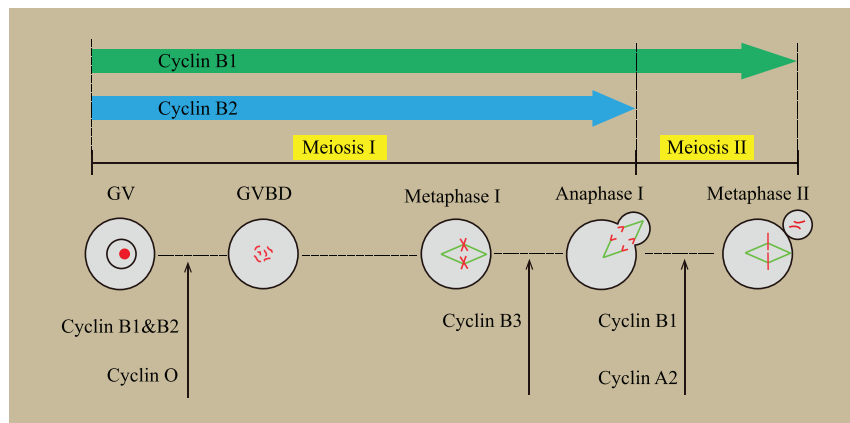 Cyclin B1
Cyclin B2
Meiosis I
Meiosis II
GV
GVBD
Metaphase I
Anaphase I
Metaphase II
Cyclin B1&B2
Cyclin O
Cyclin B3
Cyclin B1
Cyclin A2